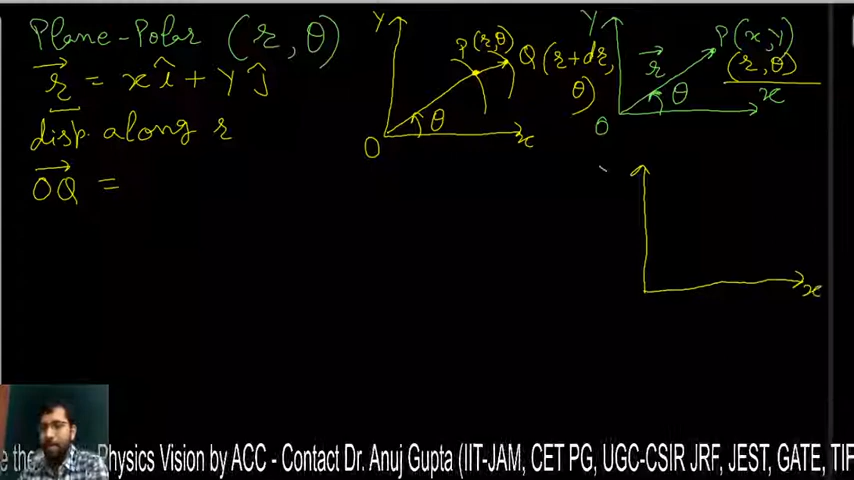 Plane-Polar (r, θ)
r⃗ = x î + y ĵ
disp. along r
OQ⃗ =
Y
P(r,θ)
Q(r+dr,
θ)
θ
O
x
Y
P(x,y)
(r,θ)
r⃗
θ
x
O
x
e the
Physics Vision by ACC - Contact Dr. Anuj Gupta (IIT-JAM, CET PG, UGC-CSIR JRF, JEST, GATE, TIF